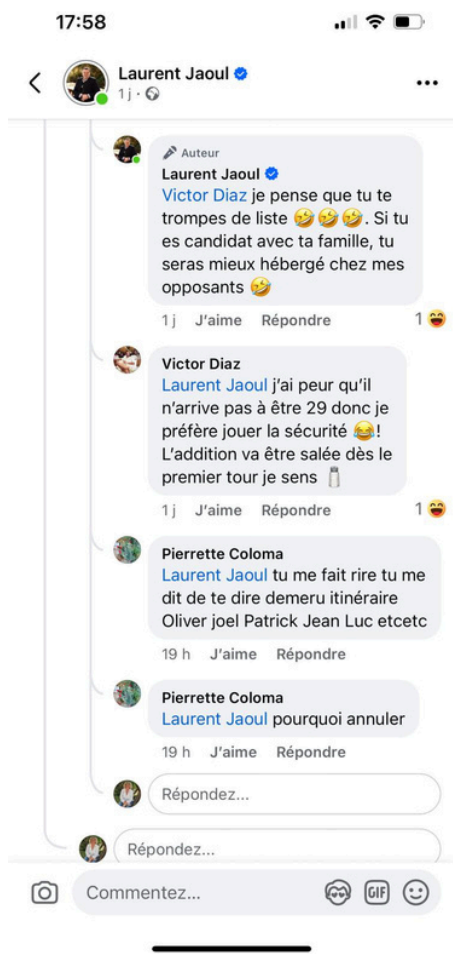 17:58
Laurent Jaoul
1 j
Auteur
Laurent Jaoul
Victor Diaz je pense que tu te
trompes de liste 🤣🤣🤣. Si tu
es candidat avec ta famille, tu
seras mieux hébergé chez mes
opposants 🤣
1 j J'aime Répondre 1
Victor Diaz
Laurent Jaoul j'ai peur qu'il
n'arrive pas à être 29 donc je
préfère jouer la sécurité 😂!
L'addition va être salée dès le
premier tour je sens 🧂
1 j J'aime Répondre 1
Pierrette Coloma
Laurent Jaoul tu me fait rire tu me
dit de te dire demeru itinéraire
Oliver joel Patrick Jean Luc etcetc
19 h J'aime Répondre
Pierrette Coloma
Laurent Jaoul pourquoi annuler
19 h J'aime Répondre
Répondez...
Répondez...
Commentez...
GIF